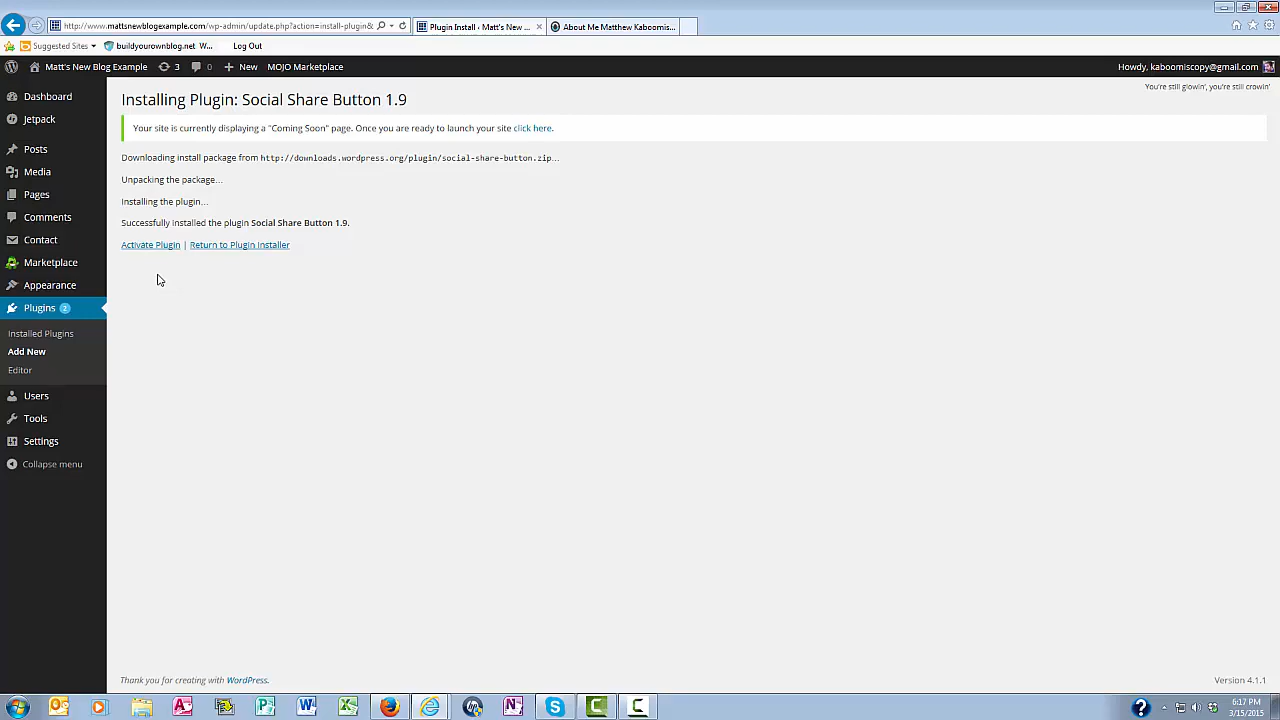 http://www.mattsnewblogexample.com/wp-admin/update.php?action=install-plugin&
Plugin Install ‹ Matt's New ...
About Me Matthew Kaboomis...
Suggested Sites
buildyourownblog.net W...
Log Out
Matt's New Blog Example
3
0
New
MOJO Marketplace
Howdy, kaboomiscopy@gmail.com
You're still glowin', you're still crowin'
Dashboard
Jetpack
Posts
Media
Pages
Comments
Contact
Marketplace
Appearance
Plugins 2
Installed Plugins
Add New
Editor
Users
Tools
Settings
Collapse menu
Installing Plugin: Social Share Button 1.9
Your site is currently displaying a "Coming Soon" page. Once you are ready to launch your site click here.
Downloading install package from http://downloads.wordpress.org/plugin/social-share-button.zip…
Unpacking the package…
Installing the plugin…
Successfully installed the plugin Social Share Button 1.9.
Activate Plugin | Return to Plugin Installer
Thank you for creating with WordPress.
Version 4.1.1
6:17 PM
3/15/2015